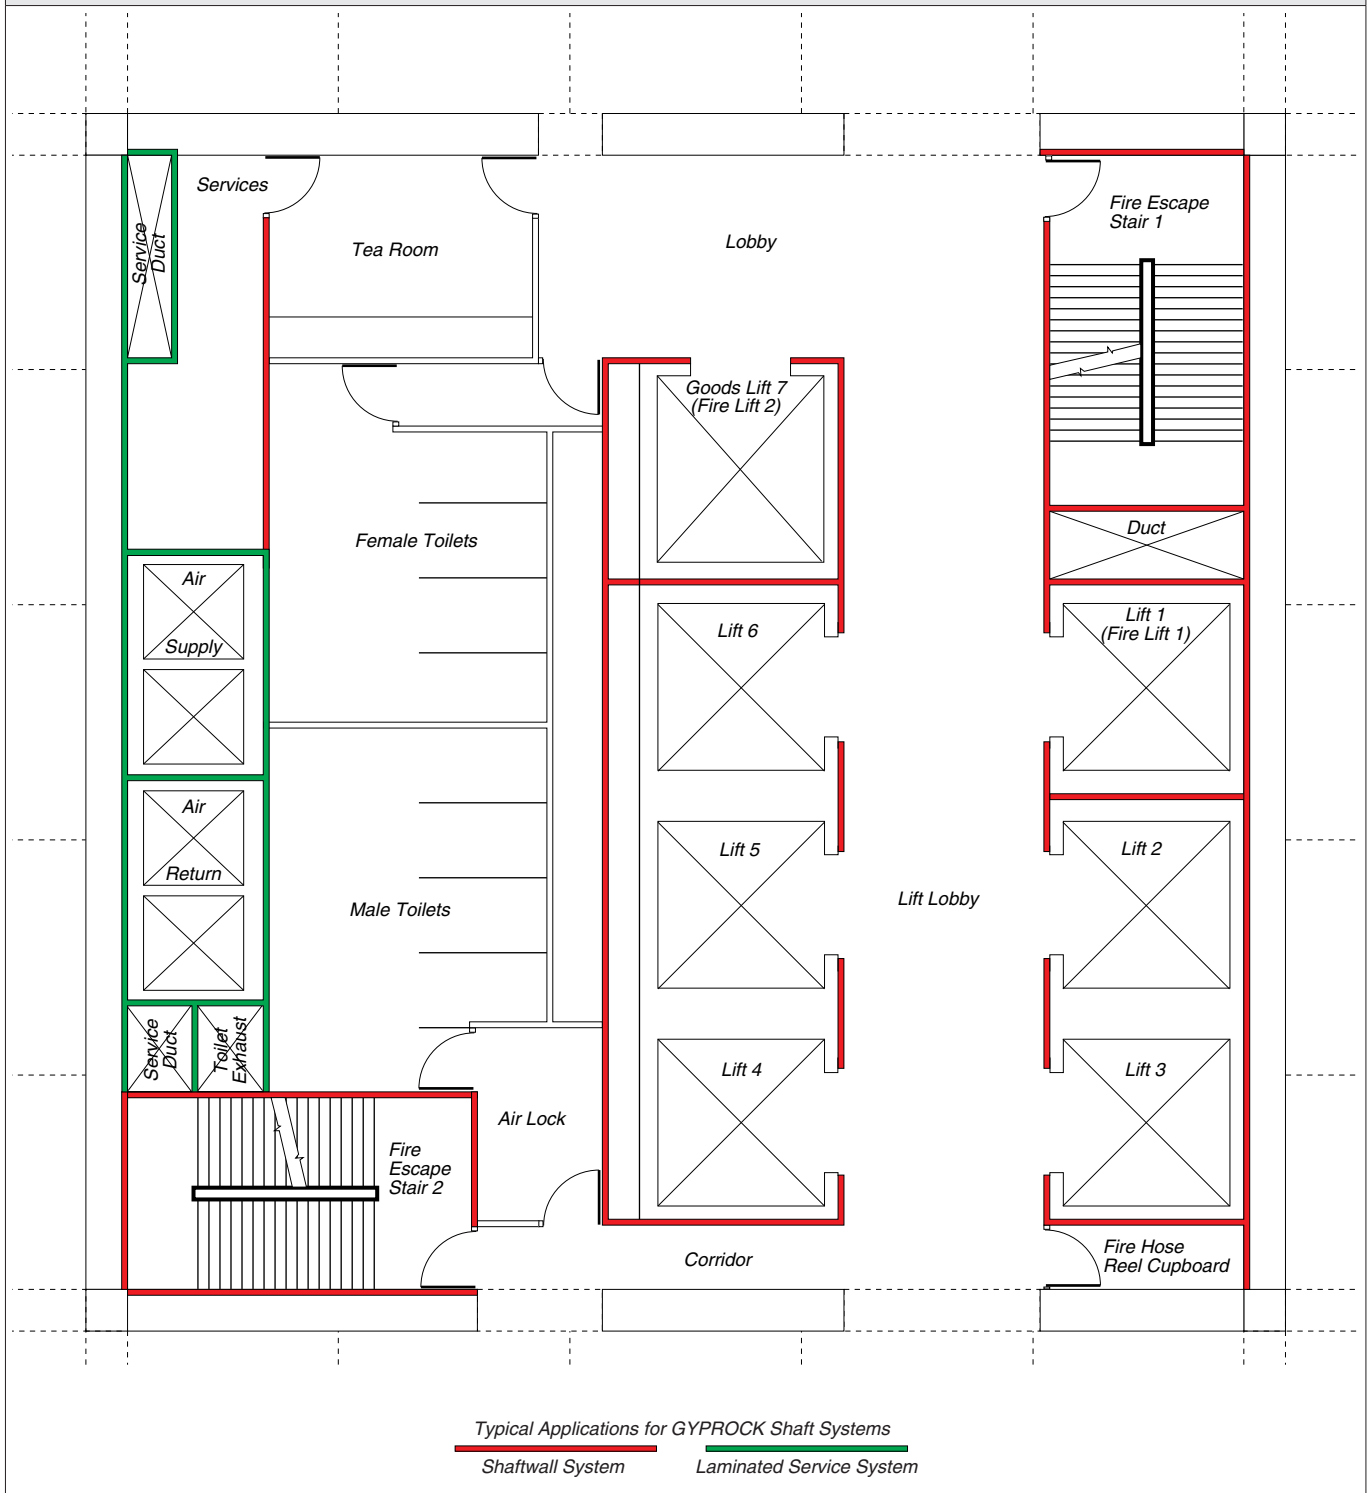 Services
Service
Duct
Tea Room
Lobby
Fire Escape
Stair 1
Goods Lift 7
(Fire Lift 2)
Duct
Female Toilets
Air
Supply
Lift 6
Lift 1
(Fire Lift 1)
Air
Return
Lift 5
Lift 2
Male Toilets
Lift Lobby
Service
Duct
Toilet
Exhaust
Lift 4
Lift 3
Air Lock
Fire
Escape
Stair 2
Corridor
Fire Hose
Reel Cupboard
Typical Applications for GYPROCK Shaft Systems
Shaftwall System
Laminated Service System